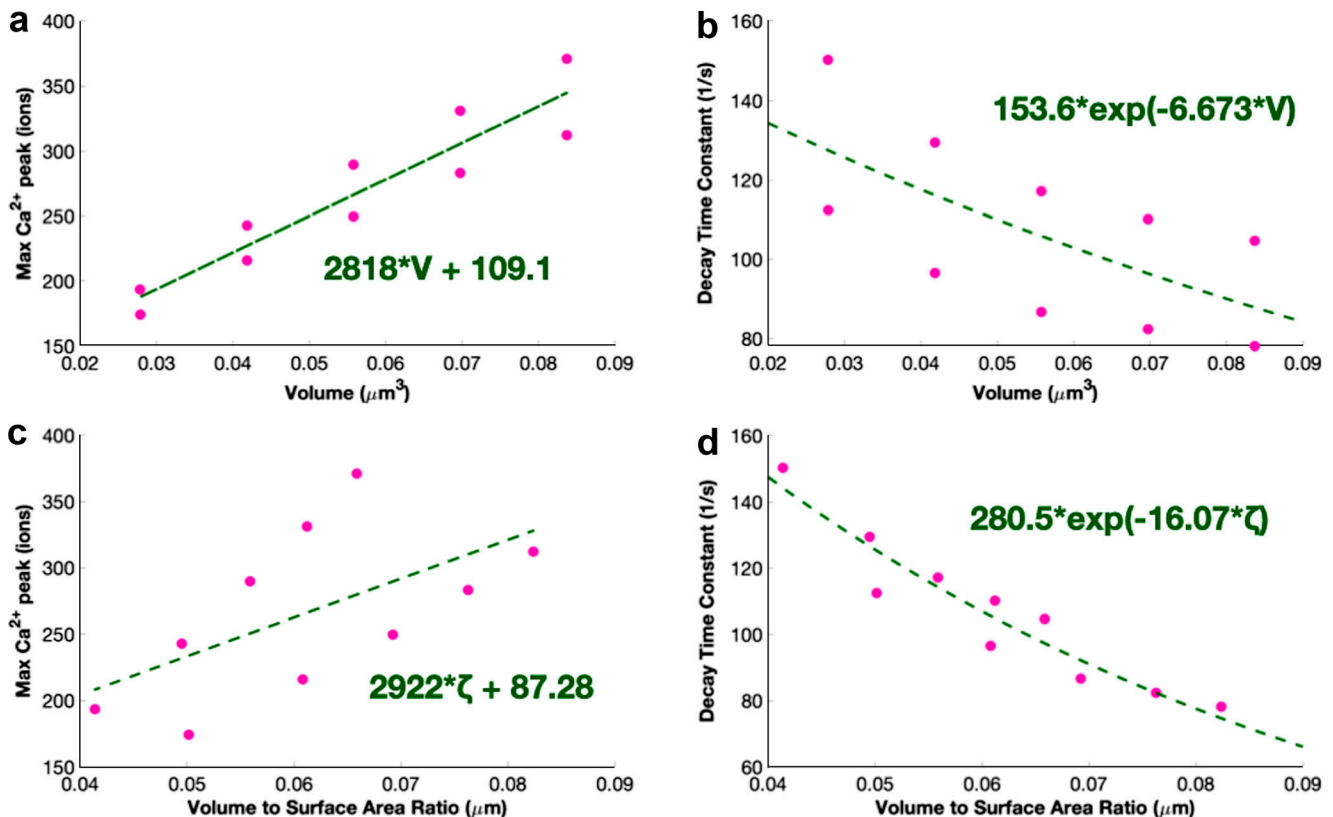 a
400
350
300
250
200
150
Max Ca²⁺ peak (ions)
2818*V + 109.1
0.02 0.03 0.04 0.05 0.06 0.07 0.08 0.09
Volume (μm³)
b
160
140
120
100
80
Decay Time Constant (1/s)
153.6*exp(-6.673*V)
0.02 0.03 0.04 0.05 0.06 0.07 0.08 0.09
Volume (μm³)
c
400
350
300
250
200
150
Max Ca²⁺ peak (ions)
2922*ζ + 87.28
0.04 0.05 0.06 0.07 0.08 0.09
Volume to Surface Area Ratio (μm)
d
160
140
120
100
80
60
Decay Time Constant (1/s)
280.5*exp(-16.07*ζ)
0.04 0.05 0.06 0.07 0.08 0.09
Volume to Surface Area Ratio (μm)